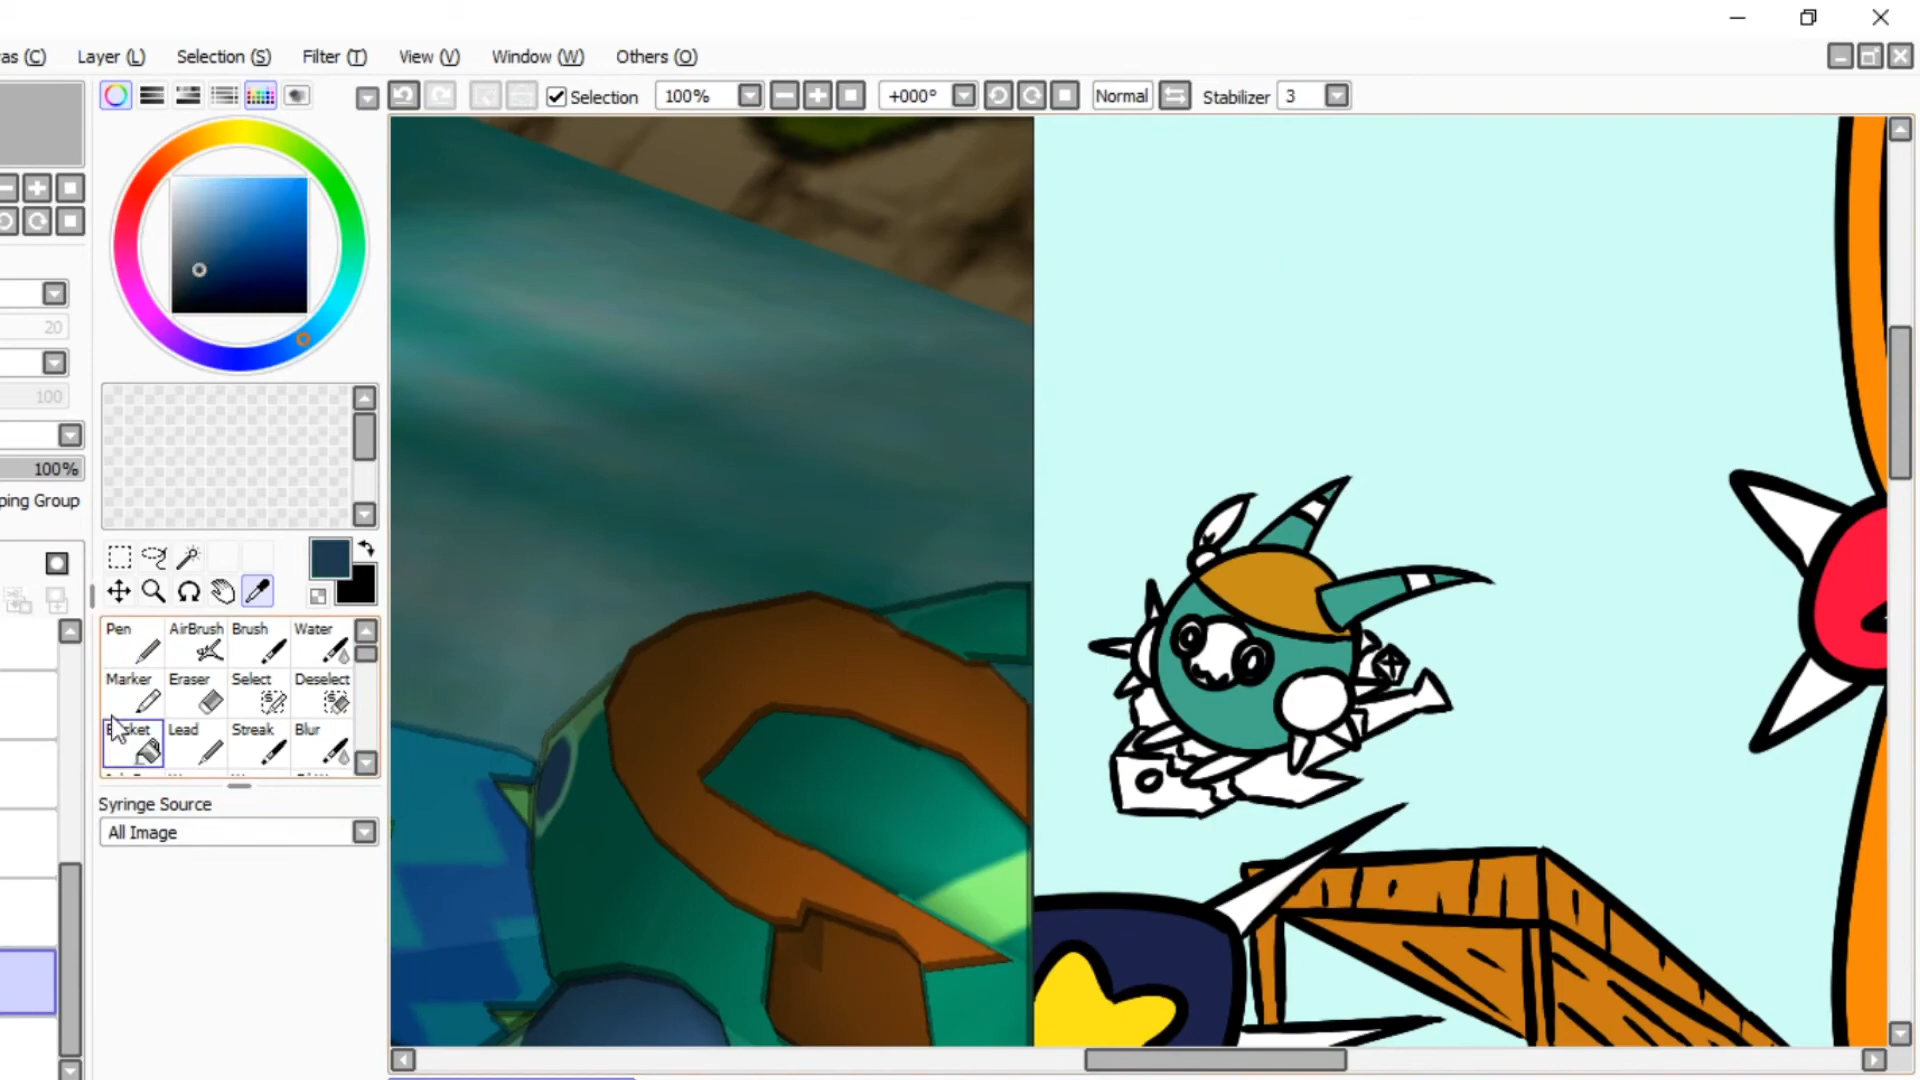 as (C) Layer (L) Selection (S) Filter (T) View (V) Window (W) Others (O)
Selection 100% +000° Normal Stabilizer 3
20
100
100%
ping Group
Pen AirBrush Brush Water
Marker Eraser Select Deselect
Lead Streak Blur
Syringe Source
All Image